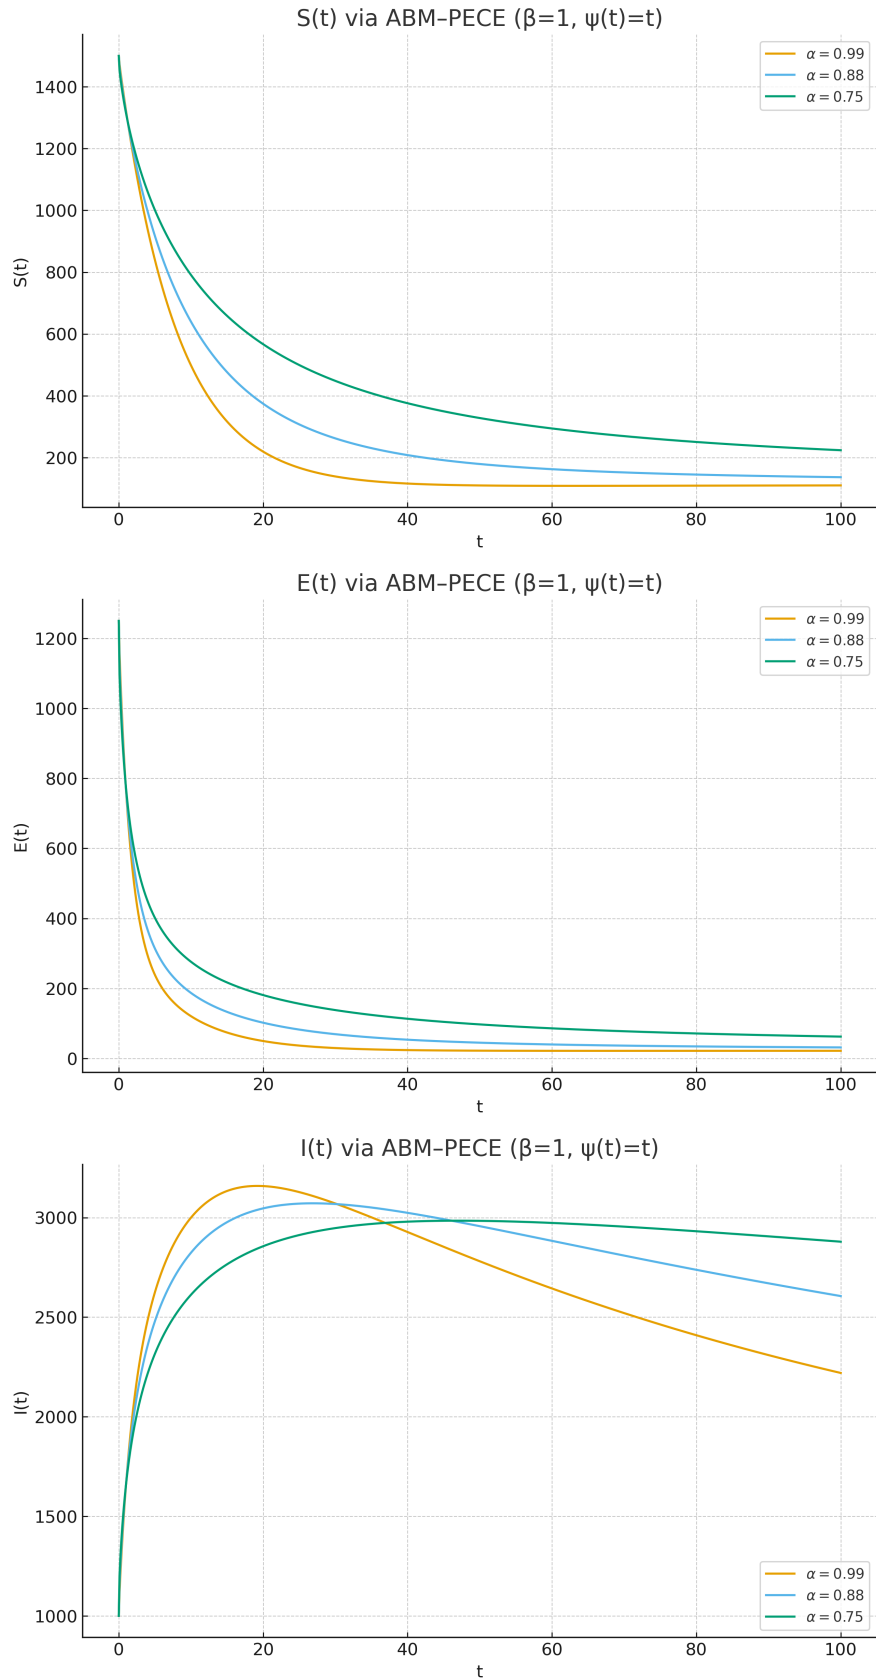 S(t) via ABM–PECE (β=1, ψ(t)=t)
α = 0.99
α = 0.88
α = 0.75
1400
1200
1000
800
600
400
200
S(t)
0 20 40 60 80 100
t
E(t) via ABM–PECE (β=1, ψ(t)=t)
α = 0.99
α = 0.88
α = 0.75
1200
1000
800
600
400
200
0
E(t)
0 20 40 60 80 100
t
I(t) via ABM–PECE (β=1, ψ(t)=t)
3000
2500
2000
1500
1000
I(t)
α = 0.99
α = 0.88
α = 0.75
0 20 40 60 80 100
t